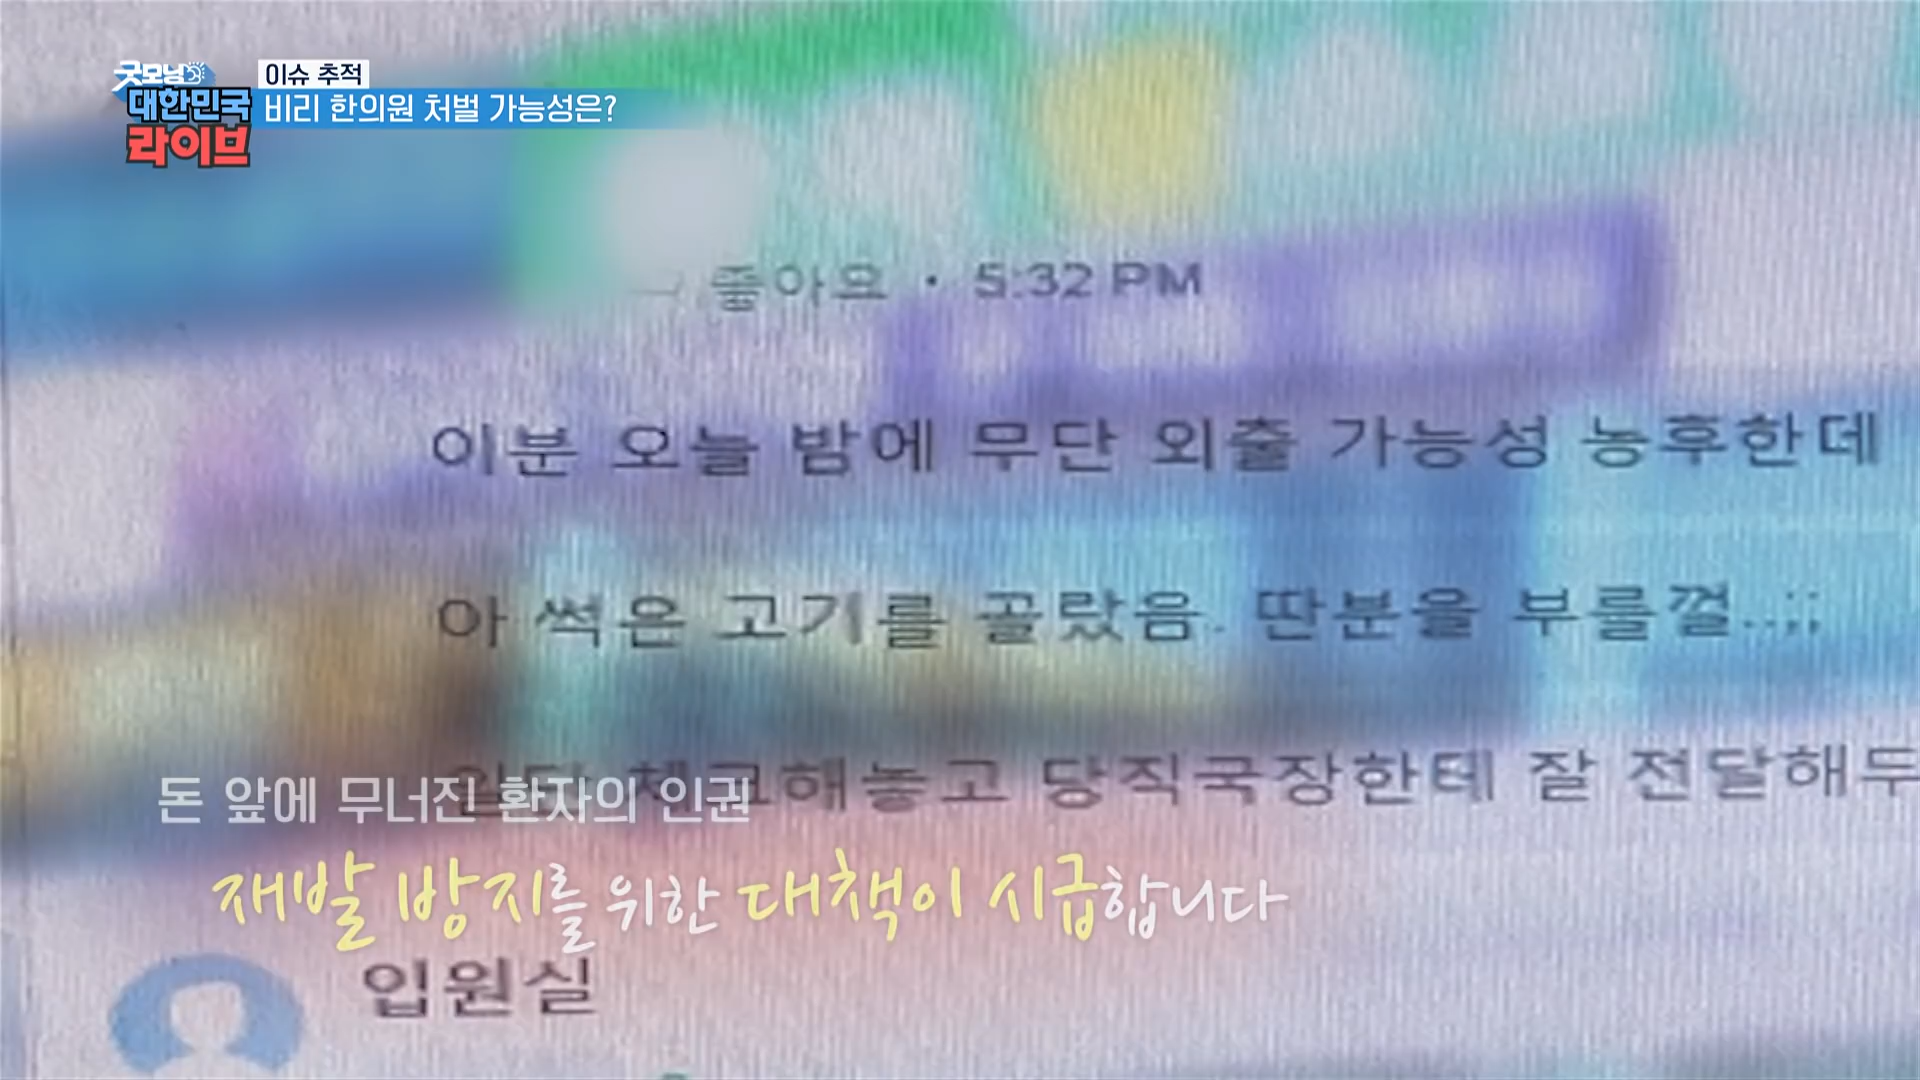 굿모닝
대한민국
라이브
이슈 추적
비리 한의원 처벌 가능성은?
좋아요 · 5:32 PM
이분 오늘 밤에 무단 외출 가능성 농후한데
아 썩은 고기를 골랐음. 딴분을 부를껄..;;
체크해놓고 당직국장한테 잘 전달해두
돈 앞에 무너진 환자의 인권
재발 방지를 위한 대책이 시급합니다
입원실